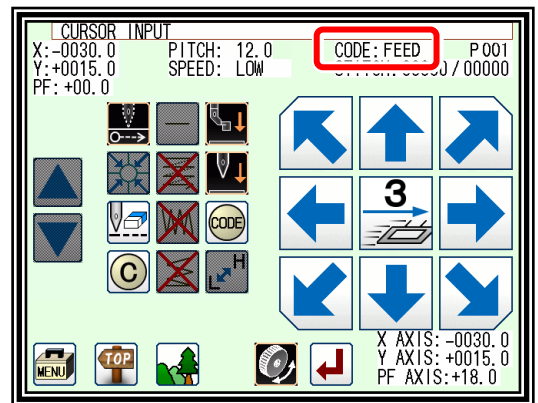 CURSOR INPUT
X:-0030.0 PITCH: 12.0 CODE:FEED P001
Y:+0015.0 SPEED: LOW 00000
PF:+00.0
3
CODE
C
L H
MENU TOP
X AXIS: -0030.0
Y AXIS: +0015.0
PF AXIS:+18.0